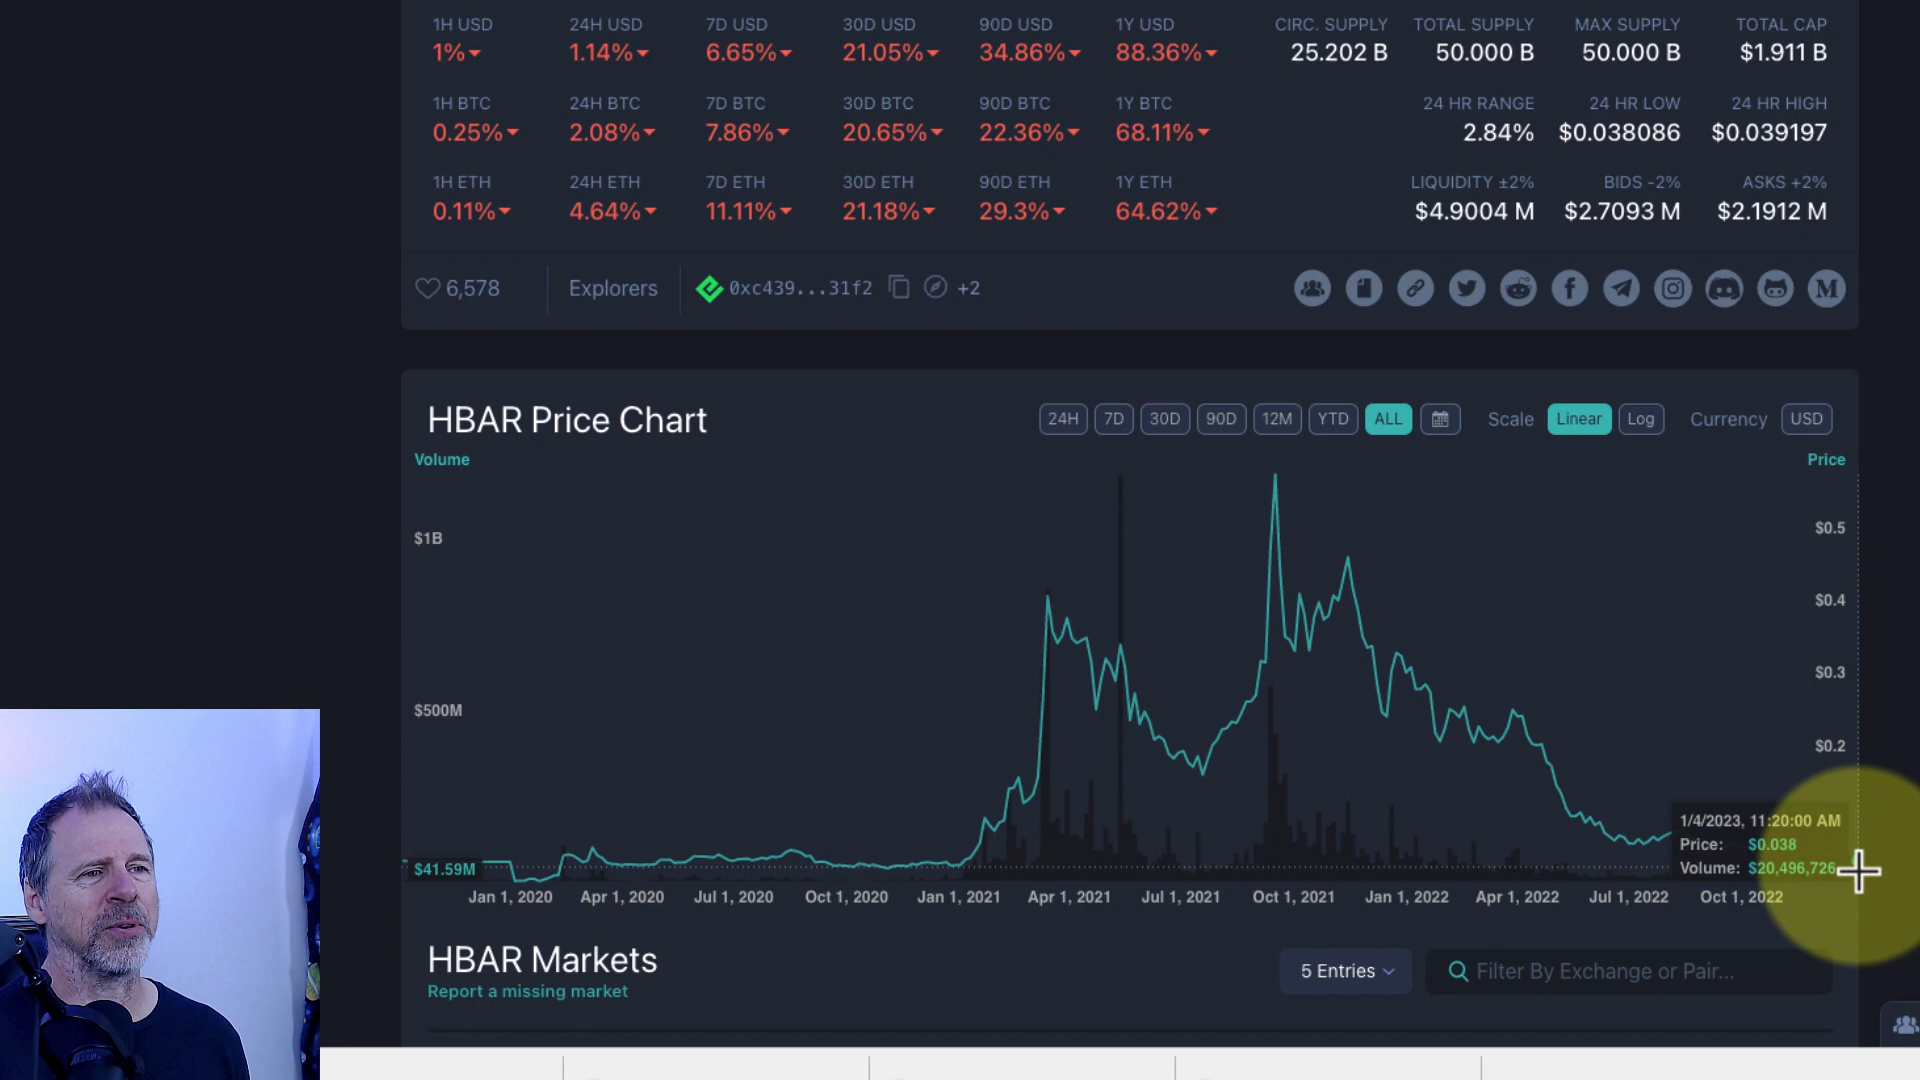 1H USD 24H USD 7D USD 30D USD 90D USD 1Y USD CIRC. SUPPLY TOTAL SUPPLY MAX SUPPLY TOTAL CAP
1% 1.14% 6.65% 21.05% 34.86% 88.36% 25.202 B 50.000 B 50.000 B $1.911 B
1H BTC 24H BTC 7D BTC 30D BTC 90D BTC 1Y BTC 24 HR RANGE 24 HR LOW 24 HR HIGH
0.25% 2.08% 7.86% 20.65% 22.36% 68.11% 2.84% $0.038086 $0.039197
1H ETH 24H ETH 7D ETH 30D ETH 90D ETH 1Y ETH LIQUIDITY ±2% BIDS -2% ASKS +2%
0.11% 4.64% 11.11% 21.18% 29.3% 64.62% $4.9004 M $2.7093 M $2.1912 M
6,578 Explorers 0xc439...31f2 +2
HBAR Price Chart 24H 7D 30D 90D 12M YTD ALL Scale Linear Log Currency USD
Volume Price
$1B $0.5
$0.4
$0.3
$500M
$0.2
1/4/2023, 11:20:00 AM
Price: $0.038
Volume: $20,496,726
$41.59M
Jan 1, 2020 Apr 1, 2020 Jul 1, 2020 Oct 1, 2020 Jan 1, 2021 Apr 1, 2021 Jul 1, 2021 Oct 1, 2021 Jan 1, 2022 Apr 1, 2022 Jul 1, 2022 Oct 1, 2022
HBAR Markets 5 Entries Filter By Exchange or Pair...
Report a missing market